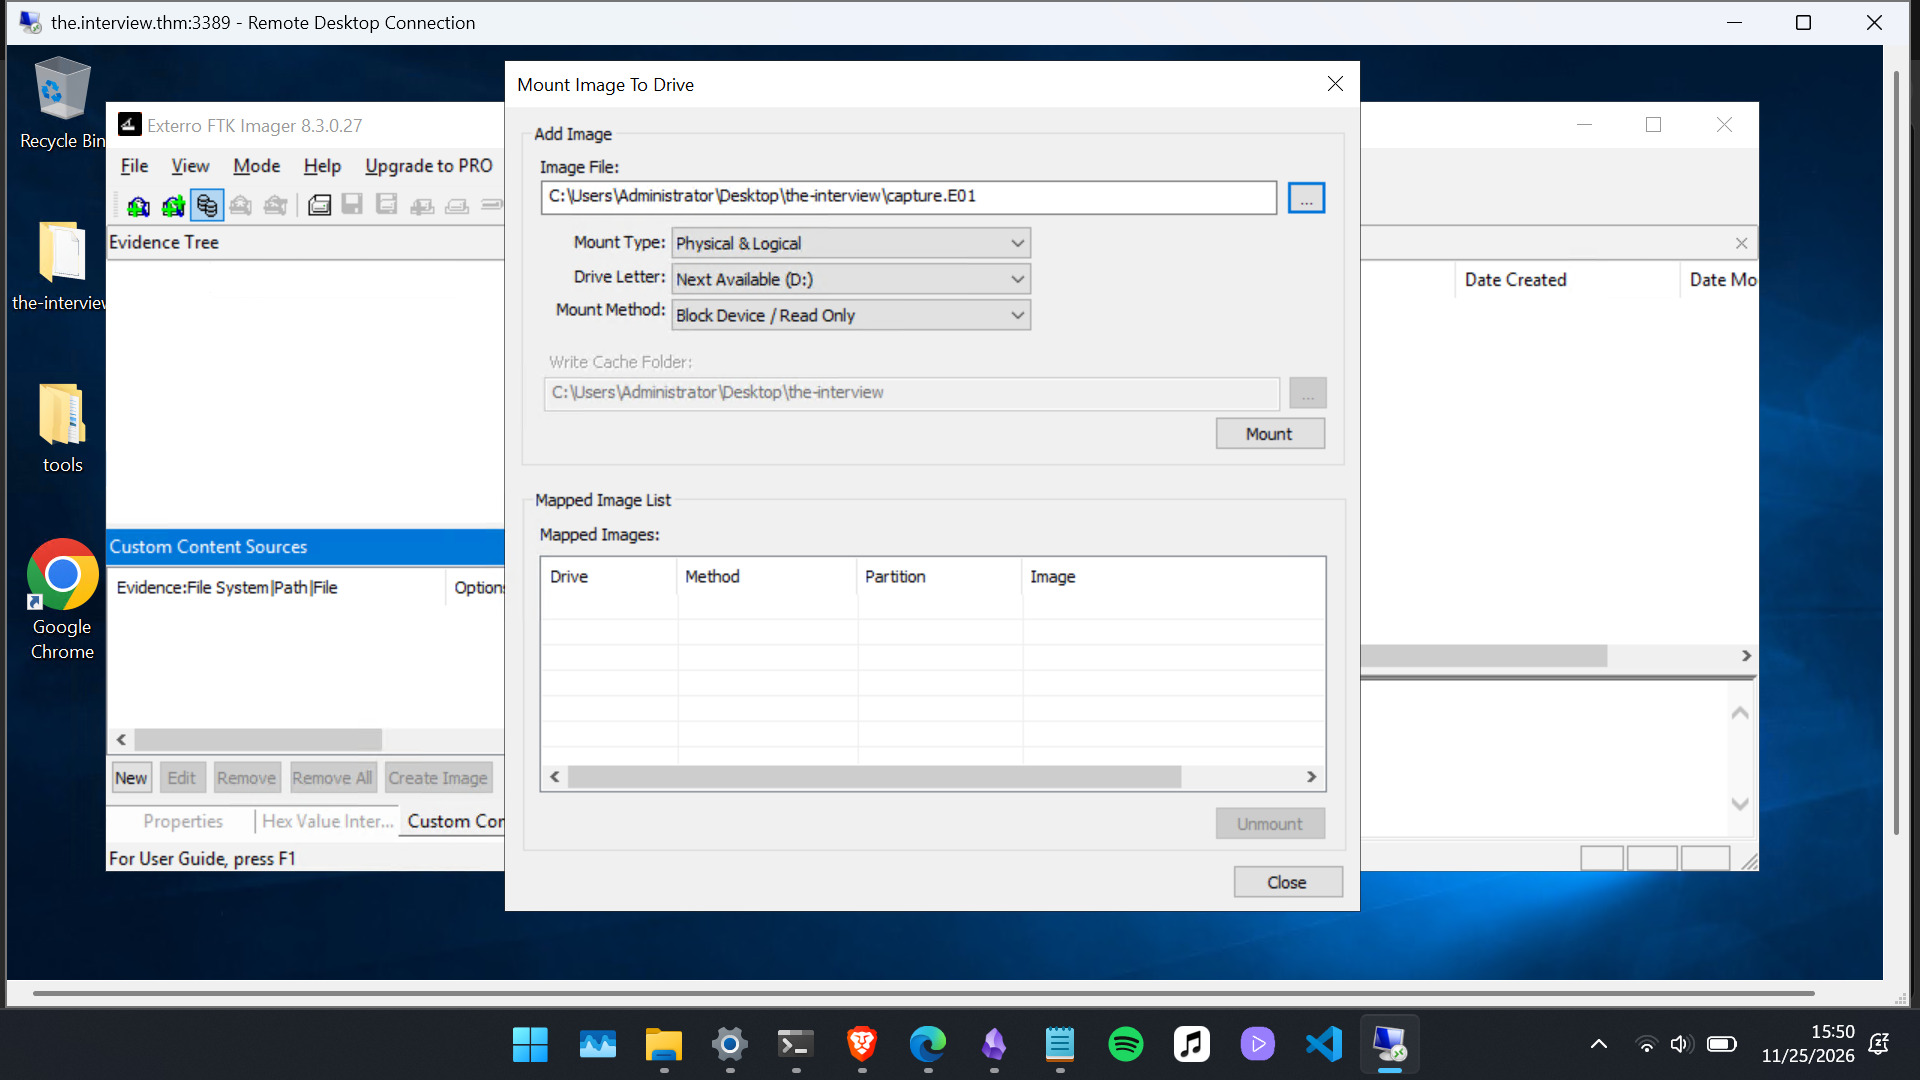 the.interview.thm:3389 - Remote Desktop Connection
Recycle Bin
the-interview
tools
Google
Chrome
Exterro FTK Imager 8.3.0.27
File View Mode Help Upgrade to PRO
Evidence Tree
Custom Content Sources
Evidence:File System|Path|File Options
New Edit Remove Remove All Create Image
Properties Hex Value Inter... Custom Cor
For User Guide, press F1
Date Created Date Mo
Mount Image To Drive
Add Image
Image File:
C:\Users\Administrator\Desktop\the-interview\capture.E01
...
Mount Type: Physical & Logical
Drive Letter: Next Available (D:)
Mount Method: Block Device / Read Only
Write Cache Folder:
C:\Users\Administrator\Desktop\the-interview
...
Mount
Mapped Image List
Mapped Images:
Drive Method Partition Image
Unmount
Close
15:50
11/25/2026